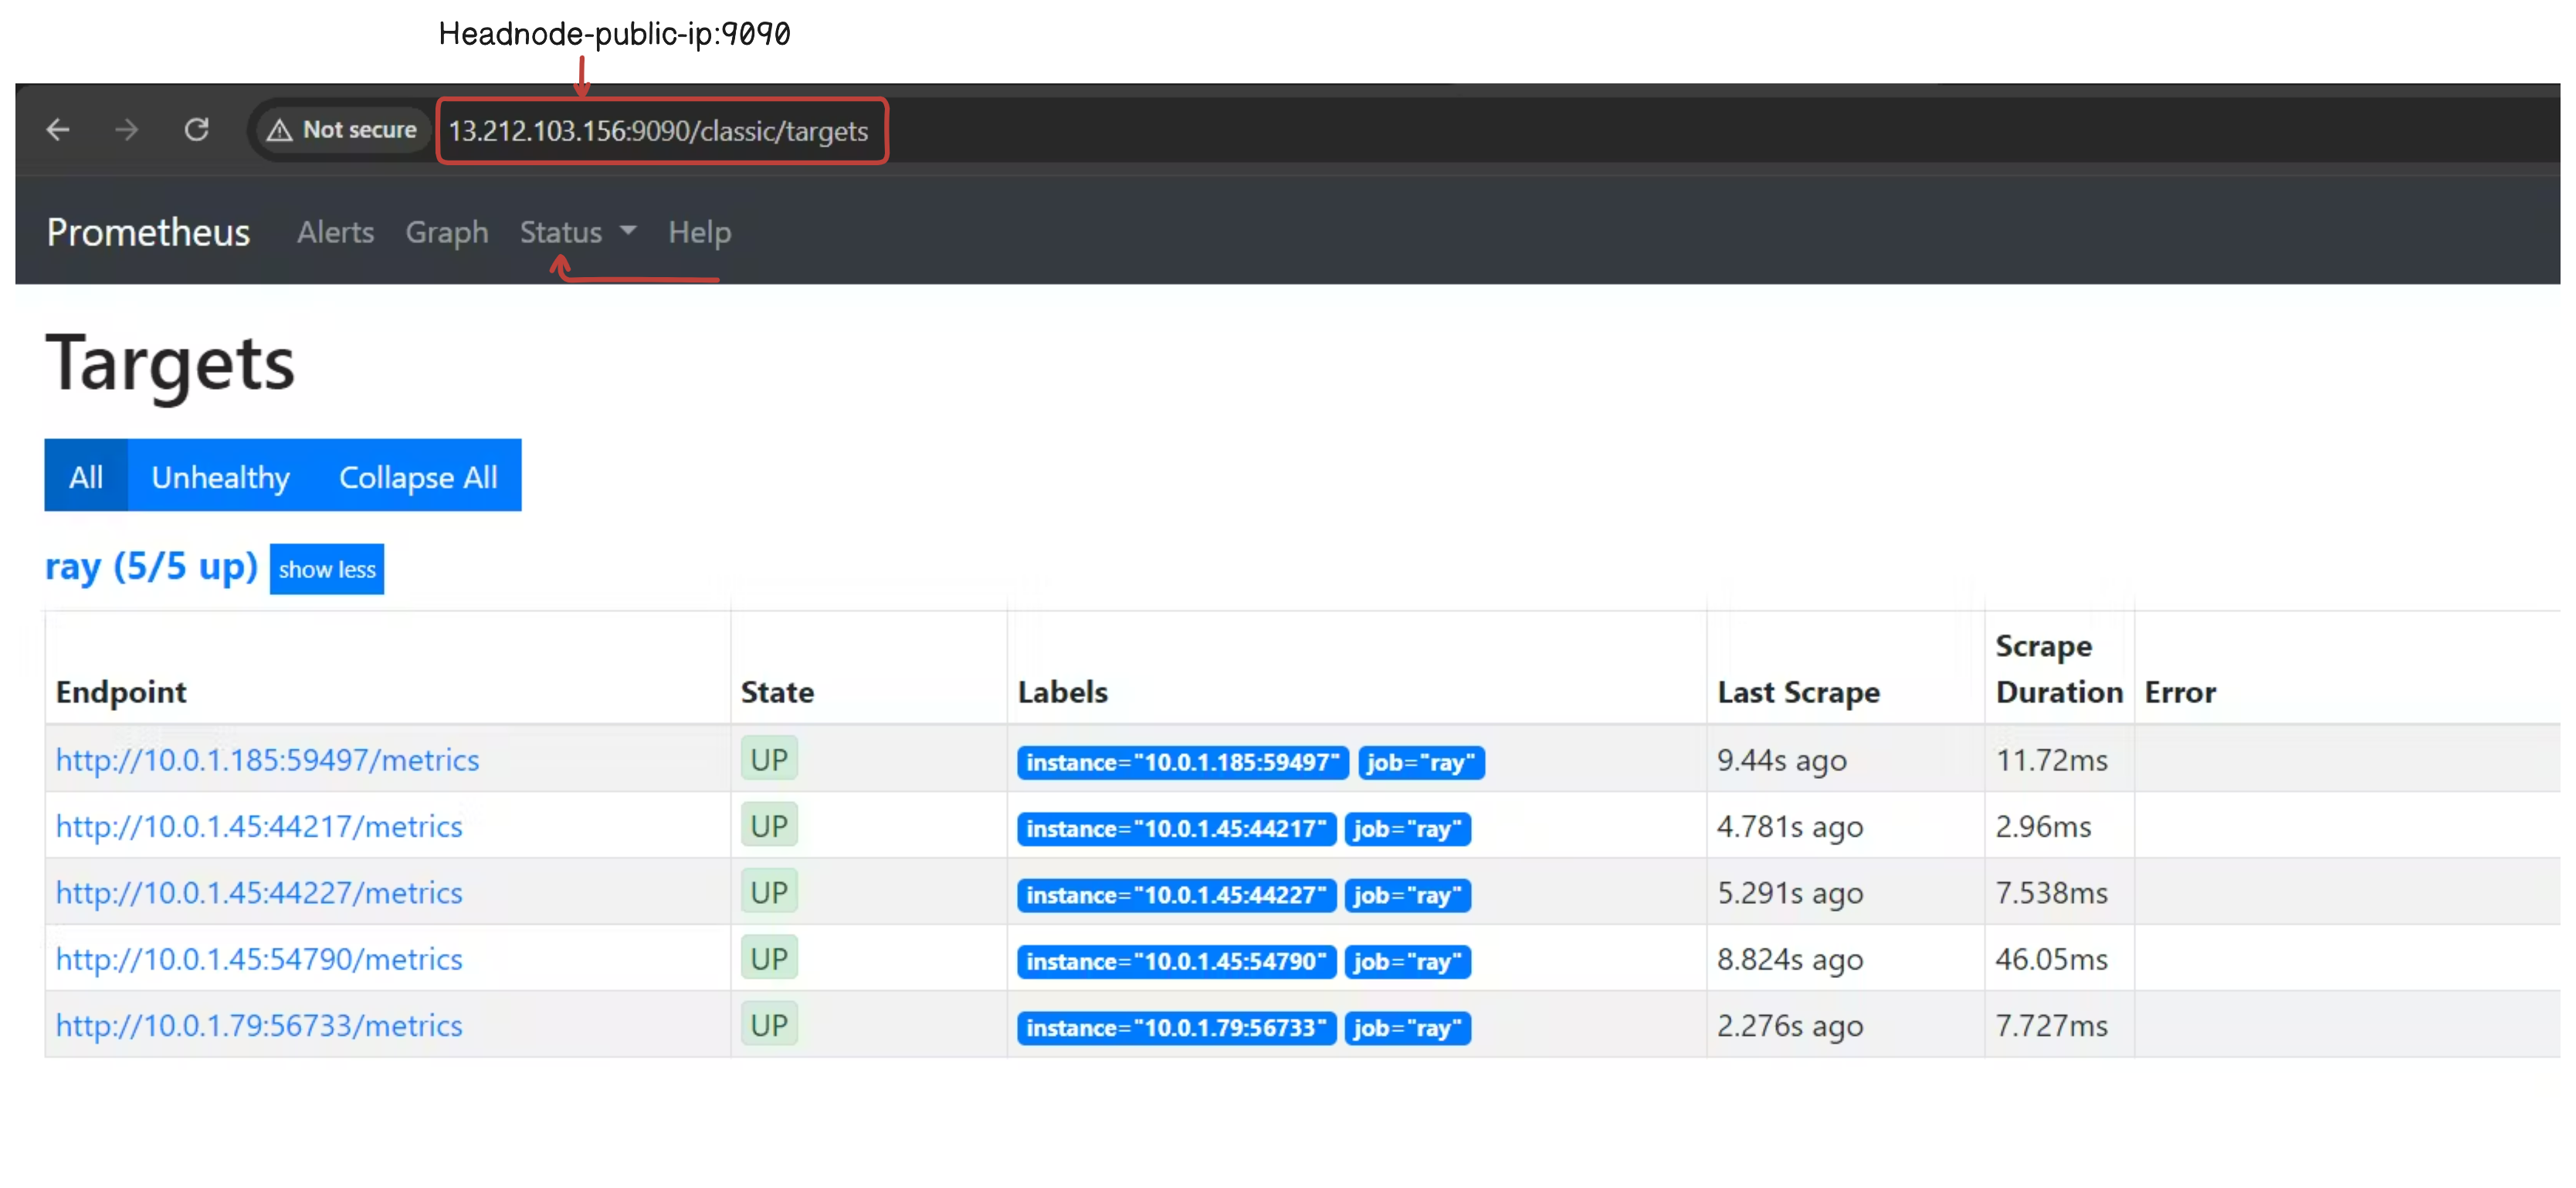 Headnode-public-ip:9090
Not secure 13.212.103.156:9090/classic/targets
Prometheus Alerts Graph Status Help
Targets
All Unhealthy Collapse All
ray (5/5 up) show less
Endpoint State Labels Last Scrape Scrape Duration Error
http://10.0.1.185:59497/metrics UP instance="10.0.1.185:59497" job="ray" 9.44s ago 11.72ms
http://10.0.1.45:44217/metrics UP instance="10.0.1.45:44217" job="ray" 4.781s ago 2.96ms
http://10.0.1.45:44227/metrics UP instance="10.0.1.45:44227" job="ray" 5.291s ago 7.538ms
http://10.0.1.45:54790/metrics UP instance="10.0.1.45:54790" job="ray" 8.824s ago 46.05ms
http://10.0.1.79:56733/metrics UP instance="10.0.1.79:56733" job="ray" 2.276s ago 7.727ms